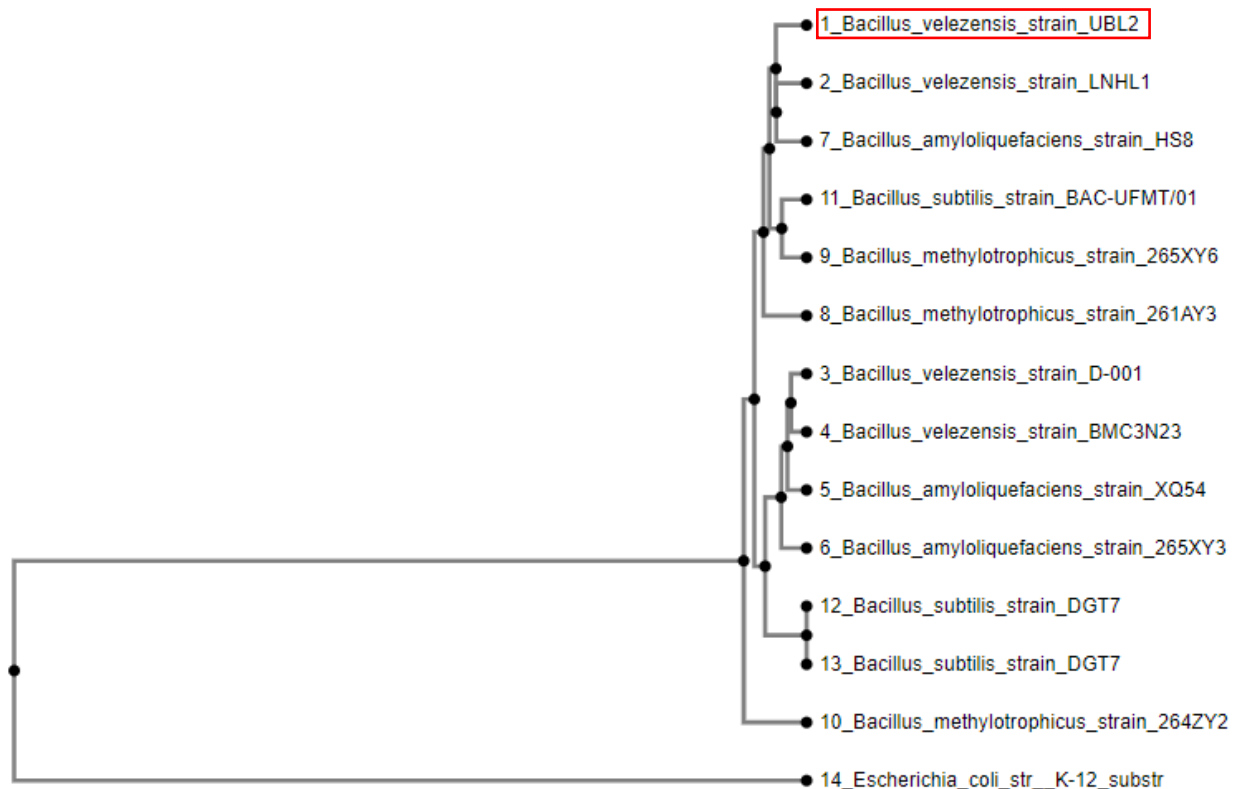 1_Bacillus_velezensis_strain_UBL2
2_Bacillus_velezensis_strain_LNHL1
7_Bacillus_amyloliquefaciens_strain_HS8
11_Bacillus_subtilis_strain_BAC-UFMT/01
9_Bacillus_methylotrophicus_strain_265XY6
8_Bacillus_methylotrophicus_strain_261AY3
3_Bacillus_velezensis_strain_D-001
4_Bacillus_velezensis_strain_BMC3N23
5_Bacillus_amyloliquefaciens_strain_XQ54
6_Bacillus_amyloliquefaciens_strain_265XY3
12_Bacillus_subtilis_strain_DGT7
13_Bacillus_subtilis_strain_DGT7
10_Bacillus_methylotrophicus_strain_264ZY2
14_Escherichia_coli_str__K-12_substr